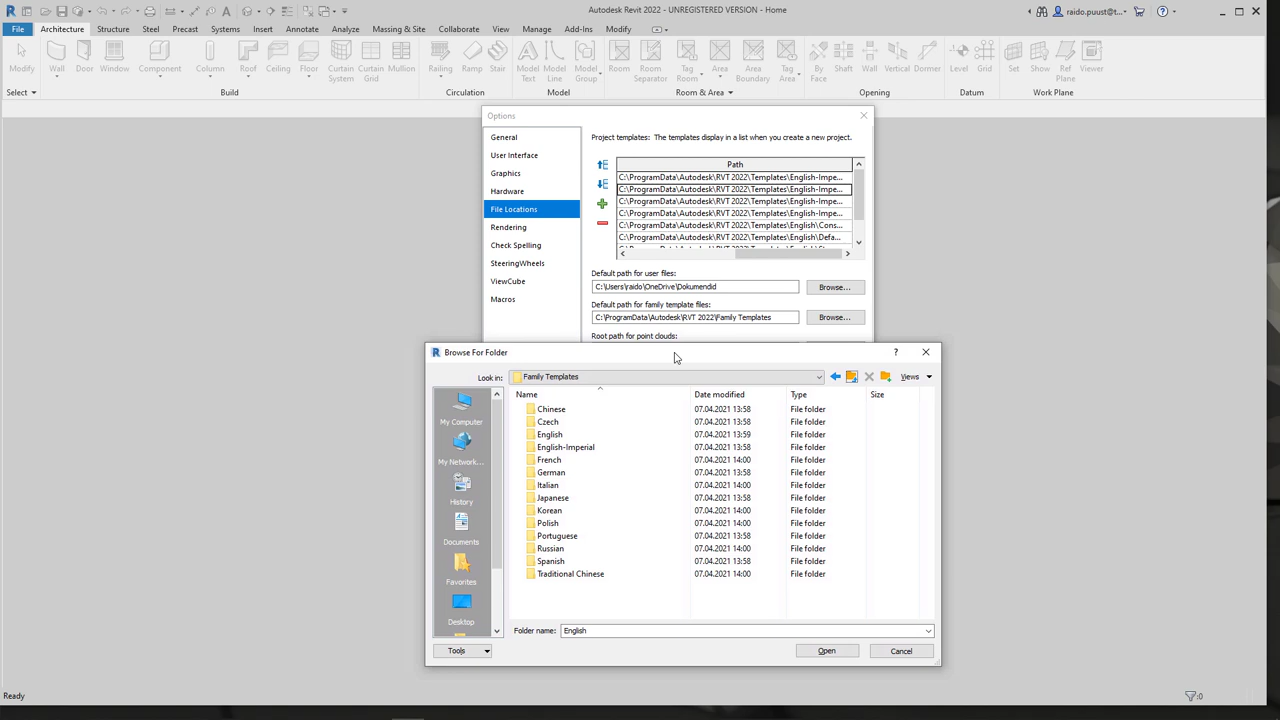 Autodesk Revit 2022 - UNREGISTERED VERSION - Home
raido.puust@t...
File Architecture Structure Steel Precast Systems Insert Annotate Analyze Massing & Site Collaborate View Manage Add-Ins Modify
Modify Wall Door Window Component Column Roof Ceiling Floor Curtain System Curtain Grid Mullion Railing Ramp Stair Model Text Model Line Model Group Room Room Separator Tag Room Area Area Boundary Tag Area By Face Shaft Wall Vertical Dormer Level Grid Set Show Ref Plane Viewer
Select Build Circulation Model Room & Area Opening Datum Work Plane
Options
General
User Interface
Graphics
Hardware
File Locations
Rendering
Check Spelling
SteeringWheels
ViewCube
Macros
Project templates: The templates display in a list when you create a new project.
Path
C:\ProgramData\Autodesk\RVT 2022\Templates\English-Impe...
C:\ProgramData\Autodesk\RVT 2022\Templates\English-Impe...
C:\ProgramData\Autodesk\RVT 2022\Templates\English-Impe...
C:\ProgramData\Autodesk\RVT 2022\Templates\English-Impe...
C:\ProgramData\Autodesk\RVT 2022\Templates\English\Cons...
C:\ProgramData\Autodesk\RVT 2022\Templates\English\Defa...
Default path for user files:
C:\Users\raido\OneDrive\Dokumendid Browse...
Default path for family template files:
C:\ProgramData\Autodesk\RVT 2022\Family Templates Browse...
Root path for point clouds:
Browse For Folder
Look in: Family Templates Views
My Computer
My Network...
History
Documents
Favorites
Desktop
Name Date modified Type Size
Chinese 07.04.2021 13:58 File folder
Czech 07.04.2021 13:58 File folder
English 07.04.2021 13:59 File folder
English-Imperial 07.04.2021 13:58 File folder
French 07.04.2021 14:00 File folder
German 07.04.2021 13:58 File folder
Italian 07.04.2021 14:00 File folder
Japanese 07.04.2021 13:58 File folder
Korean 07.04.2021 14:00 File folder
Polish 07.04.2021 14:00 File folder
Portuguese 07.04.2021 13:58 File folder
Russian 07.04.2021 14:00 File folder
Spanish 07.04.2021 13:58 File folder
Traditional Chinese 07.04.2021 14:00 File folder
Folder name: English
Tools Open Cancel
Ready :0